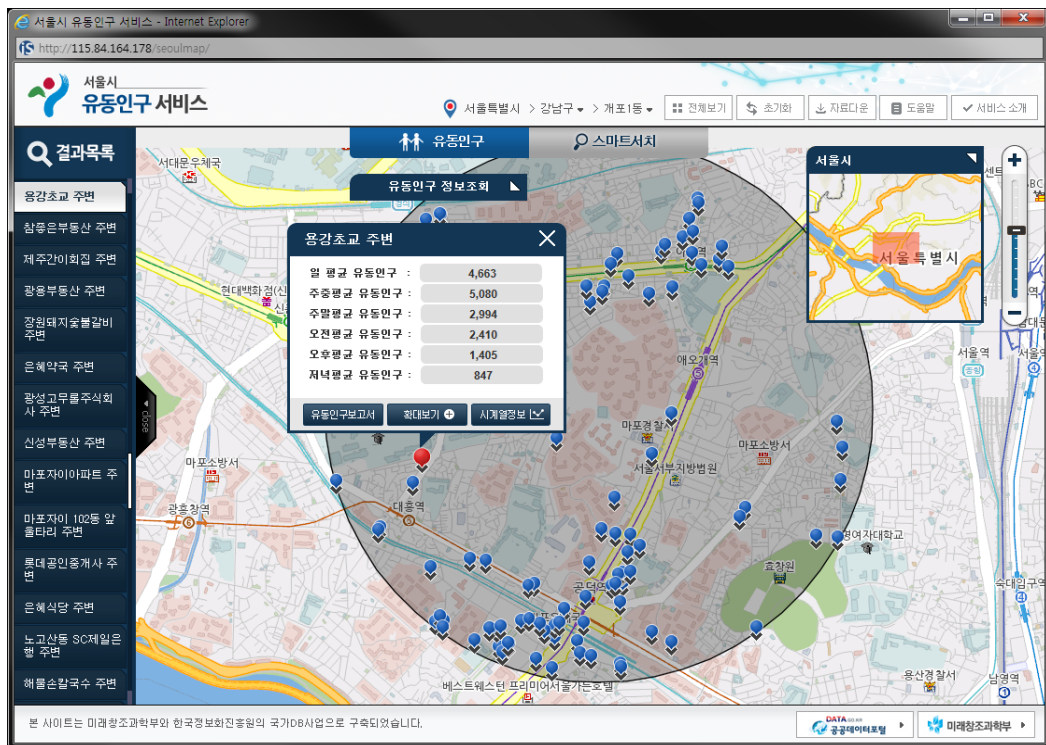 서울시 유동인구 서비스 - Internet Explorer
http://115.84.164.178/seoulmap/
서울시
유동인구 서비스
서울특별시 > 강남구 > 개포1동
전체보기
초기화
자료다운
도움말
서비스 소개
유동인구
스마트서치
유동인구 정보조회
결과목록
용강초교 주변
참좋은부동산 주변
제주간이회집 주변
광용부동산 주변
장원돼지숯불갈비
주변
은혜약국 주변
광성고무롤주식회
사 주변
신성부동산 주변
마포자이아파트 주
변
마포자이 102동 앞
울타리 주변
롯데공인중개사 주
변
은혜식당 주변
노고산동 SC제일은
행 주변
해물손칼국수 주변
close
용강초교 주변
일 평균 유동인구 : 4,663
주중평균 유동인구 : 5,080
주말평균 유동인구 : 2,994
오전평균 유동인구 : 2,410
오후평균 유동인구 : 1,405
저녁평균 유동인구 : 847
유동인구보고서
확대보기
시계열정보
서울시
서울특별시
서대문우체국
현대백화점(신
애오개역
5
마포경찰서
마포소방서
서울서부지방법원
마포소방서
광흥창역
6
대흥역
6
공덕역
효창원
숙대입구역
4
서울역
용산경찰서
남영역
1
베스트웨스턴 프리미어서울가든호텔
본 사이트는 미래창조과학부와 한국정보화진흥원의 국가DB사업으로 구축되었습니다.
DATA.GO.KR
공공데이터포털
미래창조과학부